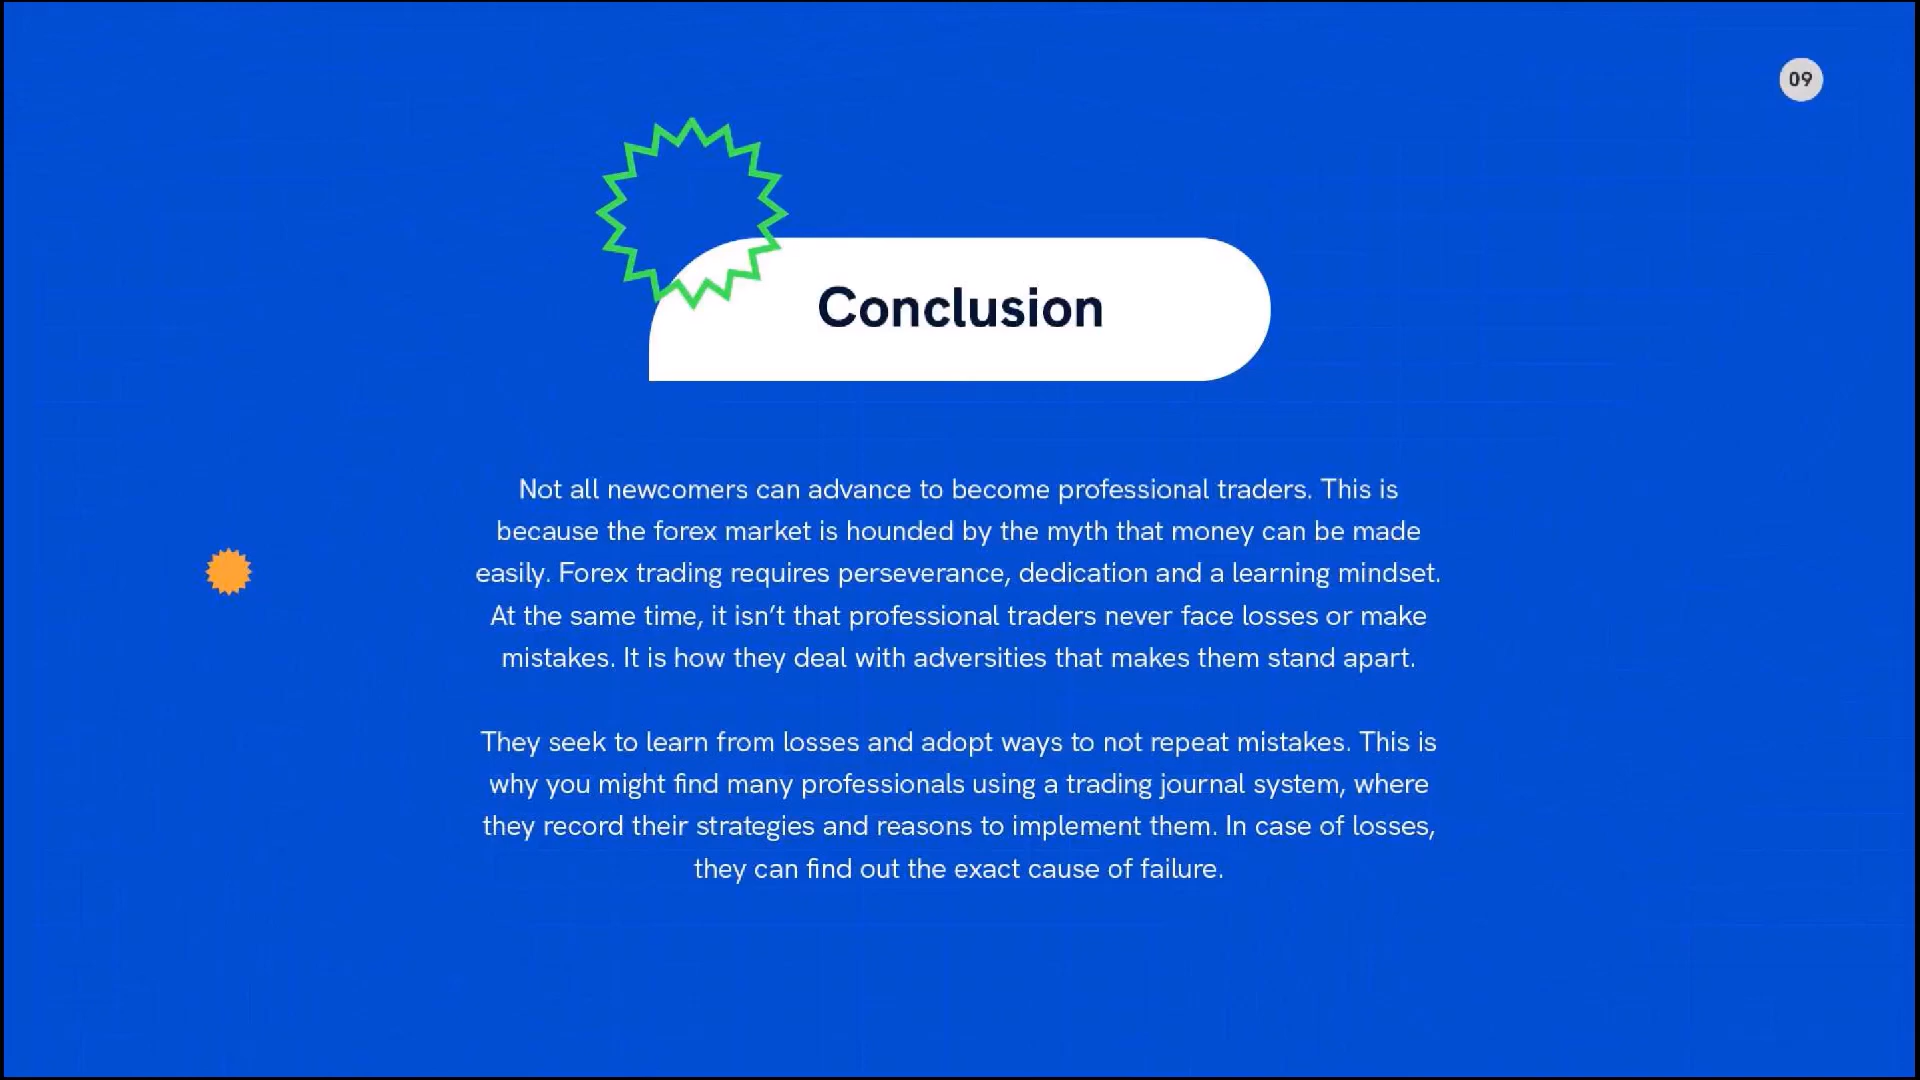 09
Conclusion
Not all newcomers can advance to become professional traders. This is
because the forex market is hounded by the myth that money can be made
easily. Forex trading requires perseverance, dedication and a learning mindset.
At the same time, it isn’t that professional traders never face losses or make
mistakes. It is how they deal with adversities that makes them stand apart.
They seek to learn from losses and adopt ways to not repeat mistakes. This is
why you might find many professionals using a trading journal system, where
they record their strategies and reasons to implement them. In case of losses,
they can find out the exact cause of failure.